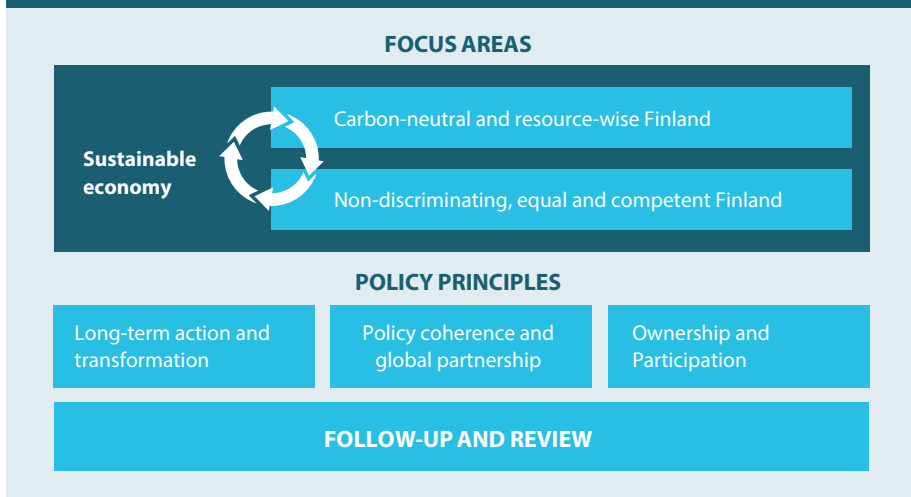 FOCUS AREAS
Sustainable
economy
Carbon-neutral and resource-wise Finland
Non-discriminating, equal and competent Finland
POLICY PRINCIPLES
Long-term action and
transformation
Policy coherence and
global partnership
Ownership and
Participation
FOLLOW-UP AND REVIEW